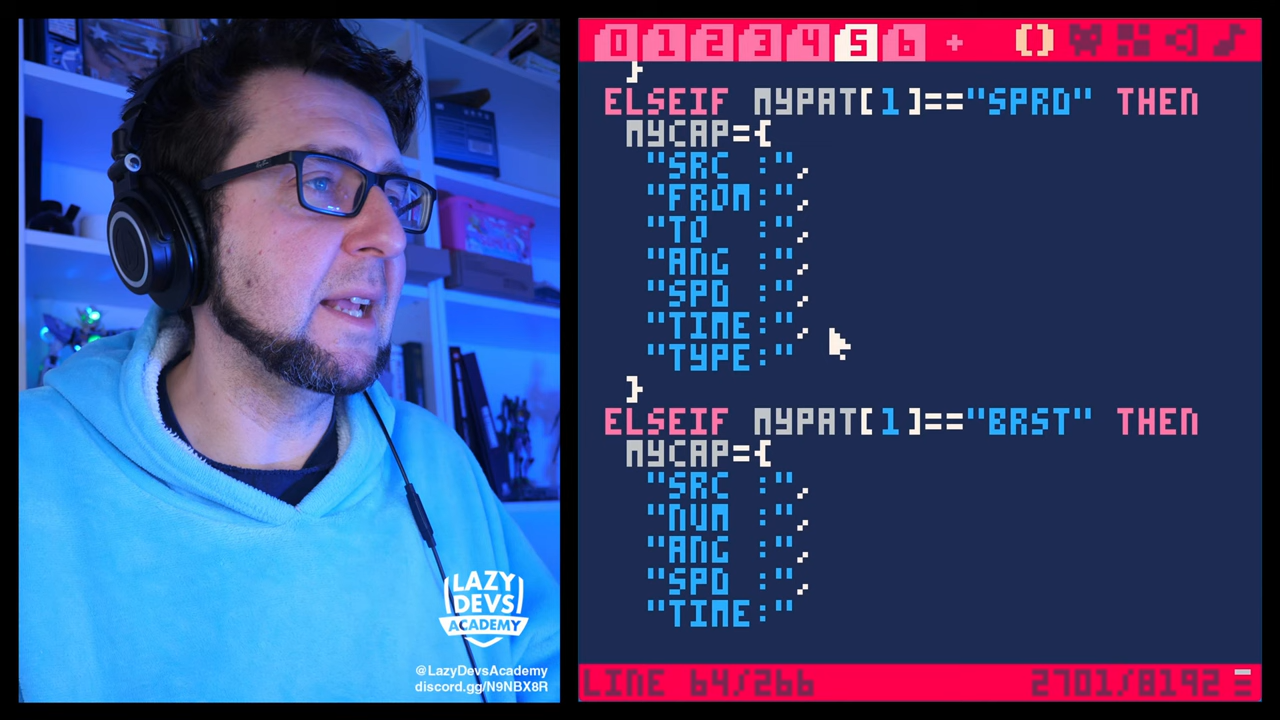 0 1 2 3 4 5 6 +
}
ELSEIF MYPAT[1]=="SPRD" THEN
MYCAP={
"SRC :",
"FROM:",
"TO  :",
"ANG :",
"SPD :",
"TIME:",
"TYPE:"
}
ELSEIF MYPAT[1]=="BRST" THEN
MYCAP={
"SRC :",
"NUM :",
"ANG :",
"SPD :",
"TIME:"
LINE 64/266 2701/8192
LAZY
DEVS
ACADEMY
@LazyDevsAcademy
discord.gg/N9NBX8R